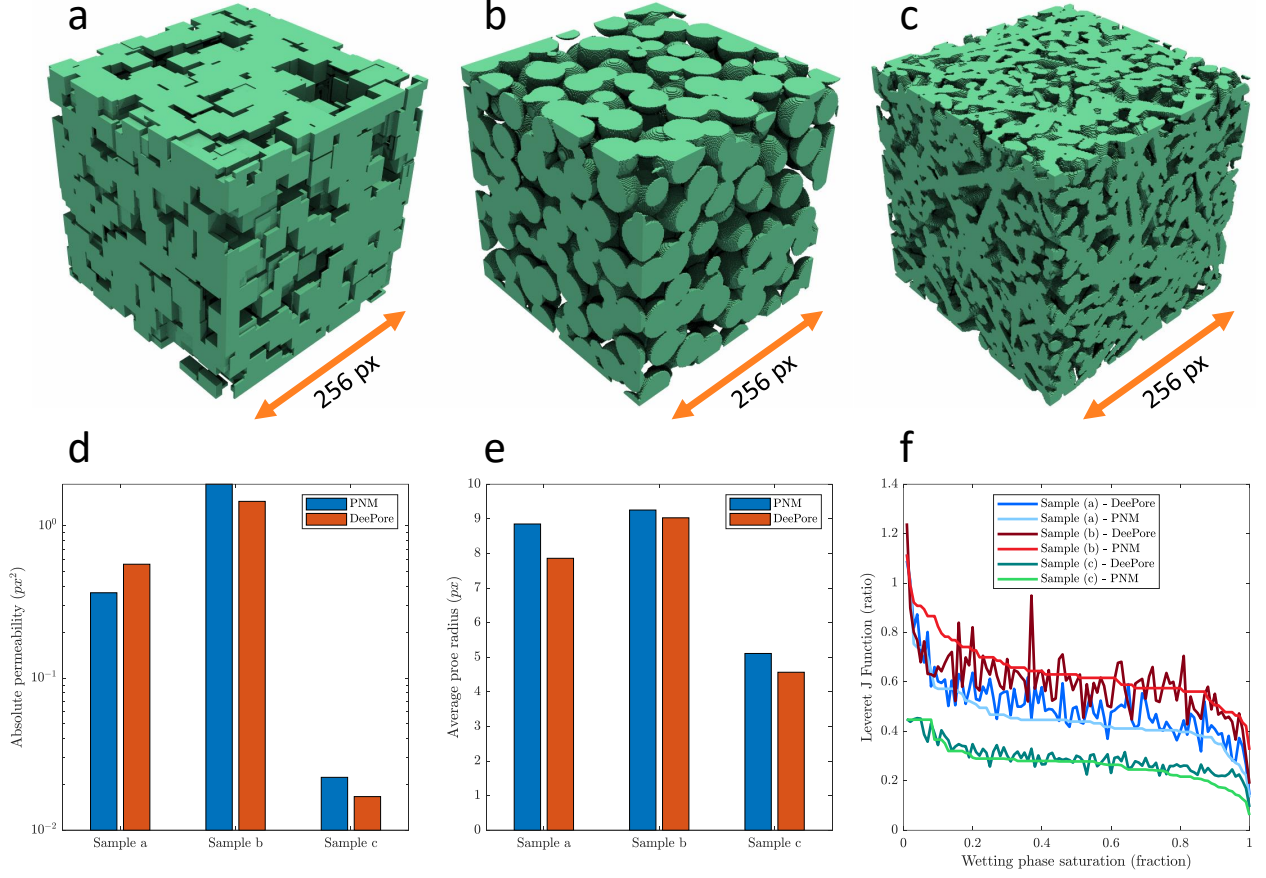 a
b
c
256 px
256 px
256 px
d
e
f
Absolute permeability (px²)
10⁰
10⁻¹
10⁻²
PNM
DeePore
Sample a
Sample b
Sample c
Average proe radius (px)
10
9
8
7
6
5
4
3
2
1
0
PNM
DeePore
Sample a
Sample b
Sample c
Leveret J Function (ratio)
1.4
1.2
1
0.8
0.6
0.4
0.2
0
Sample (a) - DeePore
Sample (a) - PNM
Sample (b) - DeePore
Sample (b) - PNM
Sample (c) - DeePore
Sample (c) - PNM
0
0.2
0.4
0.6
0.8
1
Wetting phase saturation (fraction)